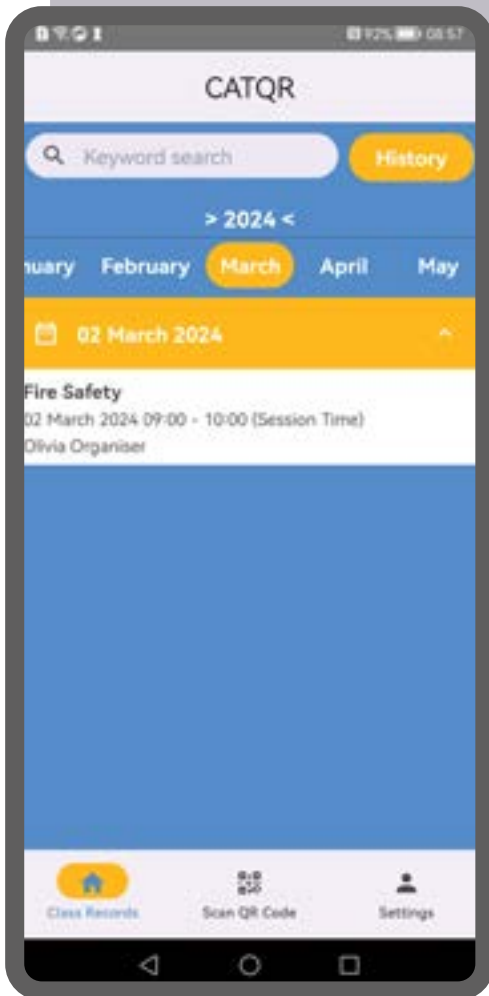 92% 08:57
CATQR
Keyword search
History
> 2024 <
nuary February March April May
02 March 2024
Fire Safety
02 March 2024 09:00 - 10:00 (Session Time)
Olivia Organiser
Class Records Scan QR Code Settings